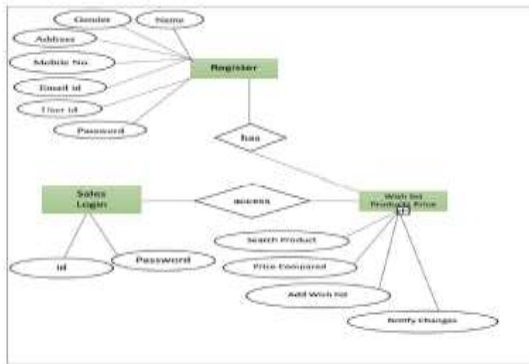 Gender
Name
Address
Mobile No.
Register
Email id
User id
Password
has
Sales
Login
access
Wish list
Products Price
Search Product
Id
Password
Price Compared
Add Wish list
Notify Changes